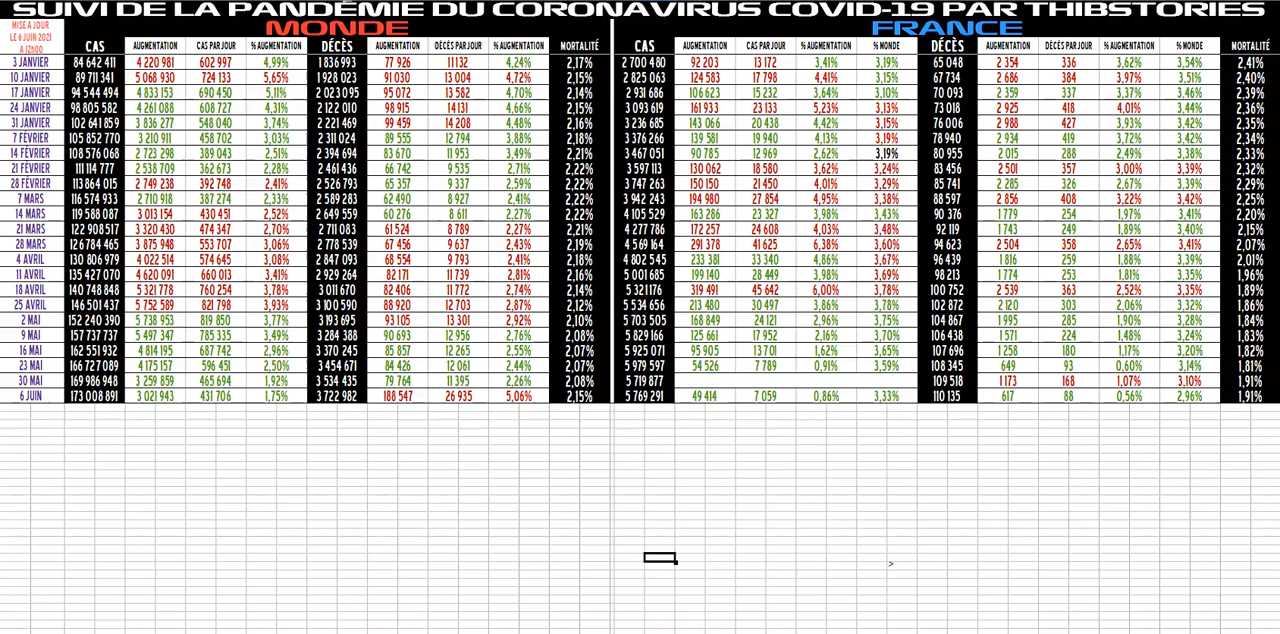 SUIVI DE LA PANDÉMIE DU CORONAVIRUS COVID-19 PAR THIBSTORIES
MISE A JOUR
LE 6 JUIN 2021
A 12h00
MONDE FRANCE
CAS AUGMENTATION CAS PAR JOUR % AUGMENTATION DÉCÈS AUGMENTATION DÉCÈS PAR JOUR % AUGMENTATION MORTALITÉ CAS AUGMENTATION CAS PAR JOUR % AUGMENTATION % MONDE DÉCÈS AUGMENTATION DÉCÈS PAR JOUR % AUGMENTATION % MONDE MORTALITÉ
3 JANVIER 84 642 411 4 220 981 602 997 4,99% 1 836 993 77 926 11 132 4,24% 2,17% 2 700 480 92 203 13 172 3,41% 3,19% 65 048 2 354 336 3,62% 3,54% 2,41%
10 JANVIER 89 711 341 5 068 930 724 133 5,65% 1 928 023 91 030 13 004 4,72% 2,15% 2 825 063 124 583 17 798 4,41% 3,15% 67 734 2 686 384 3,97% 3,51% 2,40%
17 JANVIER 94 544 494 4 833 153 690 450 5,11% 2 023 095 95 072 13 582 4,70% 2,14% 2 931 686 106 623 15 232 3,64% 3,10% 70 093 2 359 337 3,37% 3,46% 2,39%
24 JANVIER 98 805 582 4 261 088 608 727 4,31% 2 122 010 98 915 14 131 4,66% 2,15% 3 093 619 161 933 23 133 5,23% 3,13% 73 018 2 925 418 4,01% 3,44% 2,36%
31 JANVIER 102 641 859 3 836 277 548 040 3,74% 2 221 469 99 459 14 208 4,48% 2,16% 3 236 685 143 066 20 438 4,42% 3,15% 76 006 2 988 427 3,93% 3,42% 2,35%
7 FÉVRIER 105 852 770 3 210 911 458 702 3,03% 2 311 024 89 555 12 794 3,88% 2,18% 3 376 266 139 581 19 940 4,13% 3,19% 78 940 2 934 419 3,72% 3,42% 2,34%
14 FÉVRIER 108 576 068 2 723 298 389 043 2,51% 2 394 694 83 670 11 953 3,49% 2,21% 3 467 051 90 785 12 969 2,62% 3,19% 80 955 2 015 288 2,49% 3,38% 2,33%
21 FÉVRIER 111 114 777 2 538 709 362 673 2,28% 2 461 436 66 742 9 535 2,71% 2,22% 3 597 113 130 062 18 580 3,62% 3,24% 83 456 2 501 357 3,00% 3,39% 2,32%
28 FÉVRIER 113 864 015 2 749 238 392 748 2,41% 2 526 793 65 357 9 337 2,59% 2,22% 3 747 263 150 150 21 450 4,01% 3,29% 85 741 2 285 326 2,67% 3,39% 2,29%
7 MARS 116 574 933 2 710 918 387 274 2,33% 2 589 283 62 490 8 927 2,41% 2,22% 3 942 243 194 980 27 854 4,95% 3,38% 88 597 2 856 408 3,22% 3,42% 2,25%
14 MARS 119 588 087 3 013 154 430 451 2,52% 2 649 559 60 276 8 611 2,27% 2,22% 4 105 529 163 286 23 327 3,98% 3,43% 90 376 1 779 254 1,97% 3,41% 2,20%
21 MARS 122 908 517 3 320 430 474 347 2,70% 2 711 083 61 524 8 789 2,27% 2,21% 4 277 786 172 257 24 608 4,03% 3,48% 92 119 1 743 249 1,89% 3,40% 2,15%
28 MARS 126 784 465 3 875 948 553 707 3,06% 2 778 539 67 456 9 637 2,43% 2,19% 4 569 164 291 378 41 625 6,38% 3,60% 94 623 2 504 358 2,65% 3,41% 2,07%
4 AVRIL 130 806 979 4 022 514 574 645 3,08% 2 847 093 68 554 9 793 2,41% 2,18% 4 802 545 233 381 33 340 4,86% 3,67% 96 439 1 816 259 1,88% 3,39% 2,01%
11 AVRIL 135 427 070 4 620 091 660 013 3,41% 2 929 264 82 171 11 739 2,81% 2,16% 5 001 685 199 140 28 449 3,98% 3,69% 98 213 1 774 253 1,81% 3,35% 1,96%
18 AVRIL 140 748 848 5 321 778 760 254 3,78% 3 011 670 82 406 11 772 2,74% 2,14% 5 321 176 319 491 45 642 6,00% 3,78% 100 752 2 539 363 2,52% 3,35% 1,89%
25 AVRIL 146 501 437 5 752 589 821 798 3,93% 3 100 590 88 920 12 703 2,87% 2,12% 5 534 656 213 480 30 497 3,86% 3,78% 102 872 2 120 303 2,06% 3,32% 1,86%
2 MAI 152 240 390 5 738 953 819 850 3,77% 3 193 695 93 105 13 301 2,92% 2,10% 5 703 505 168 849 24 121 2,96% 3,75% 104 867 1 995 285 1,90% 3,28% 1,84%
9 MAI 157 737 737 5 497 347 785 335 3,49% 3 284 388 90 693 12 956 2,76% 2,08% 5 829 166 125 661 17 952 2,16% 3,70% 106 438 1 571 224 1,48% 3,24% 1,83%
16 MAI 162 551 932 4 814 195 687 742 2,96% 3 370 245 85 857 12 265 2,55% 2,07% 5 925 071 95 905 13 701 1,62% 3,65% 107 696 1 258 180 1,17% 3,20% 1,82%
23 MAI 166 727 089 4 175 157 596 451 2,50% 3 454 671 84 426 12 061 2,44% 2,07% 5 979 597 54 526 7 789 0,91% 3,59% 108 345 649 93 0,60% 3,14% 1,81%
30 MAI 169 986 948 3 259 859 465 694 1,92% 3 534 435 79 764 11 395 2,26% 2,08% 5 719 877 109 518 1 173 168 1,07% 3,10% 1,91%
6 JUIN 173 008 891 3 021 943 431 706 1,75% 3 722 982 188 547 26 935 5,06% 2,15% 5 769 291 49 414 7 059 0,86% 3,33% 110 135 617 88 0,56% 2,96% 1,91%
>